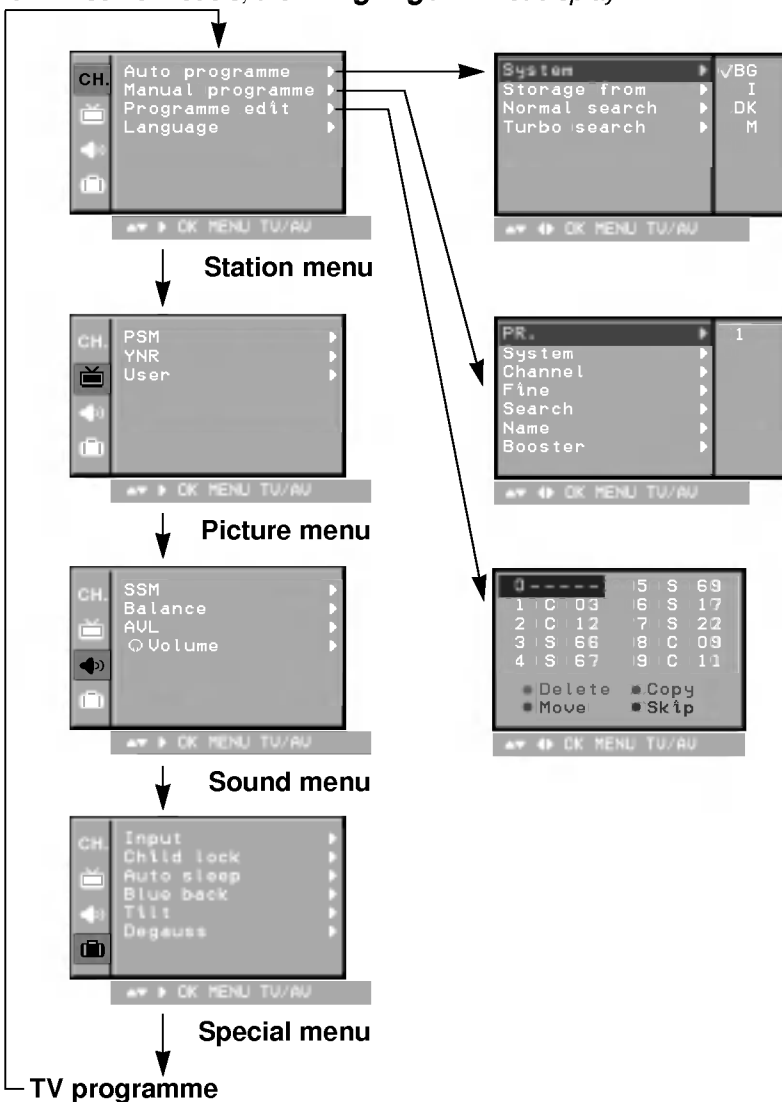 CH.
Auto programme
Manual programme
Programme edit
Language
OK MENU TV/AV
System
Storage from
Normal search
Turbo search
✓BG
I
DK
M
OK MENU TV/AV
Station menu
CH.
PSM
YNR
User
OK MENU TV/AV
PR.
System
Channel
Fine
Search
Name
Booster
1
OK MENU TV/AV
Picture menu
CH.
SSM
Balance
AVL
Volume
OK MENU TV/AV
0 ----- 5 S 69
1 C 03 6 S 17
2 C 12 7 S 22
3 S 66 8 C 09
4 S 67 9 C 11
Delete Copy
Move Skip
OK MENU TV/AV
Sound menu
CH.
Input
Child lock
Auto sleep
Blue back
Tilt
Degauss
OK MENU TV/AV
Special menu
TV programme